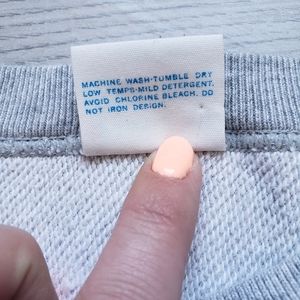 MACHINE WASH·TUMBLE DRY
LOW TEMPS·MILD DETERGENT.
AVOID CHLORINE BLEACH. DO
NOT IRON DESIGN.